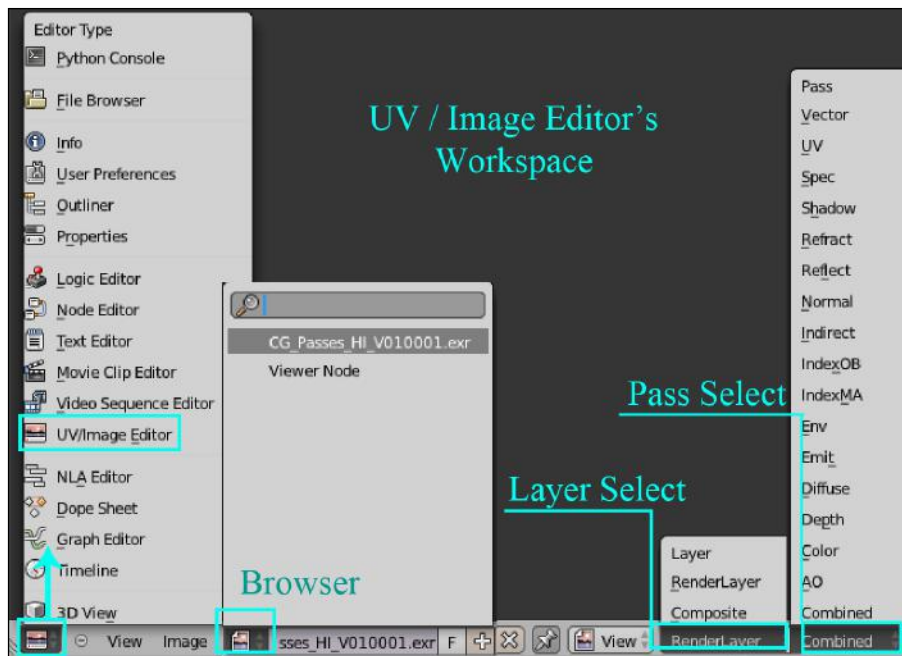 Editor Type
Python Console
File Browser
Info
User Preferences
Outliner
Properties
Logic Editor
Node Editor
Text Editor
Movie Clip Editor
Video Sequence Editor
UV/Image Editor
NLA Editor
Dope Sheet
Graph Editor
Timeline
3D View
UV / Image Editor's
Workspace
CG_Passes_HI_V010001.exr
Viewer Node
Browser
Layer Select
Pass Select
Layer
RenderLayer
Composite
RenderLayer
Pass
Vector
UV
Spec
Shadow
Refract
Reflect
Normal
Indirect
IndexOB
IndexMA
Env
Emit
Diffuse
Depth
Color
AO
Combined
Combined
View Image sses_HI_V010001.exr F View